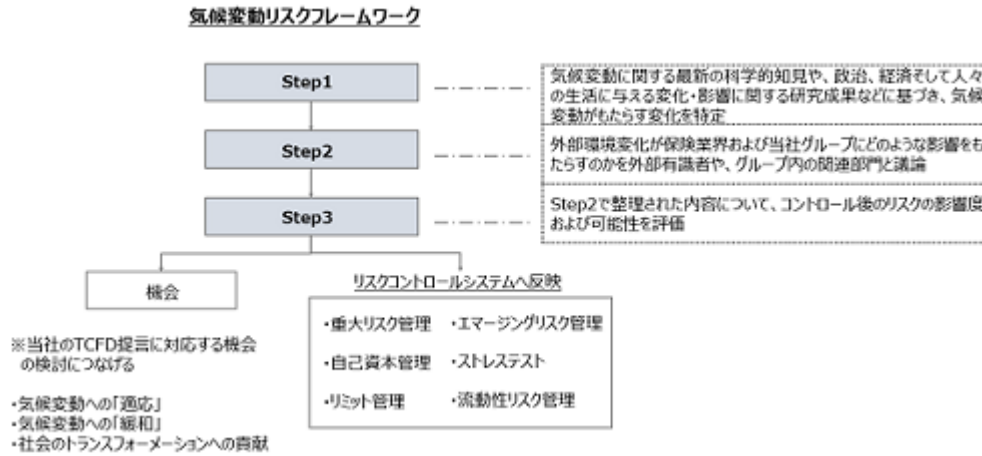 気候変動リスクフレームワーク
Step1
気候変動に関する最新の科学的知見や、政治、経済そして人々
の生活に与える変化・影響に関する研究成果などに基づき、気候
変動がもたらす変化を特定
Step2
外部環境変化が保険業界および当社グループにどのような影響をも
たらすのかを外部有識者や、グループ内の関連部門と議論
Step3
Step2で整理された内容について、コントロール後のリスクの影響度
および可能性を評価
機会
※当社のTCFD提言に対応する機会
の検討につなげる
・気候変動への「適応」
・気候変動への「緩和」
・社会のトランスフォーメーションへの貢献
リスクコントロールシステムへ反映
・重大リスク管理 ・エマージングリスク管理
・自己資本管理 ・ストレステスト
・リミット管理 ・流動性リスク管理